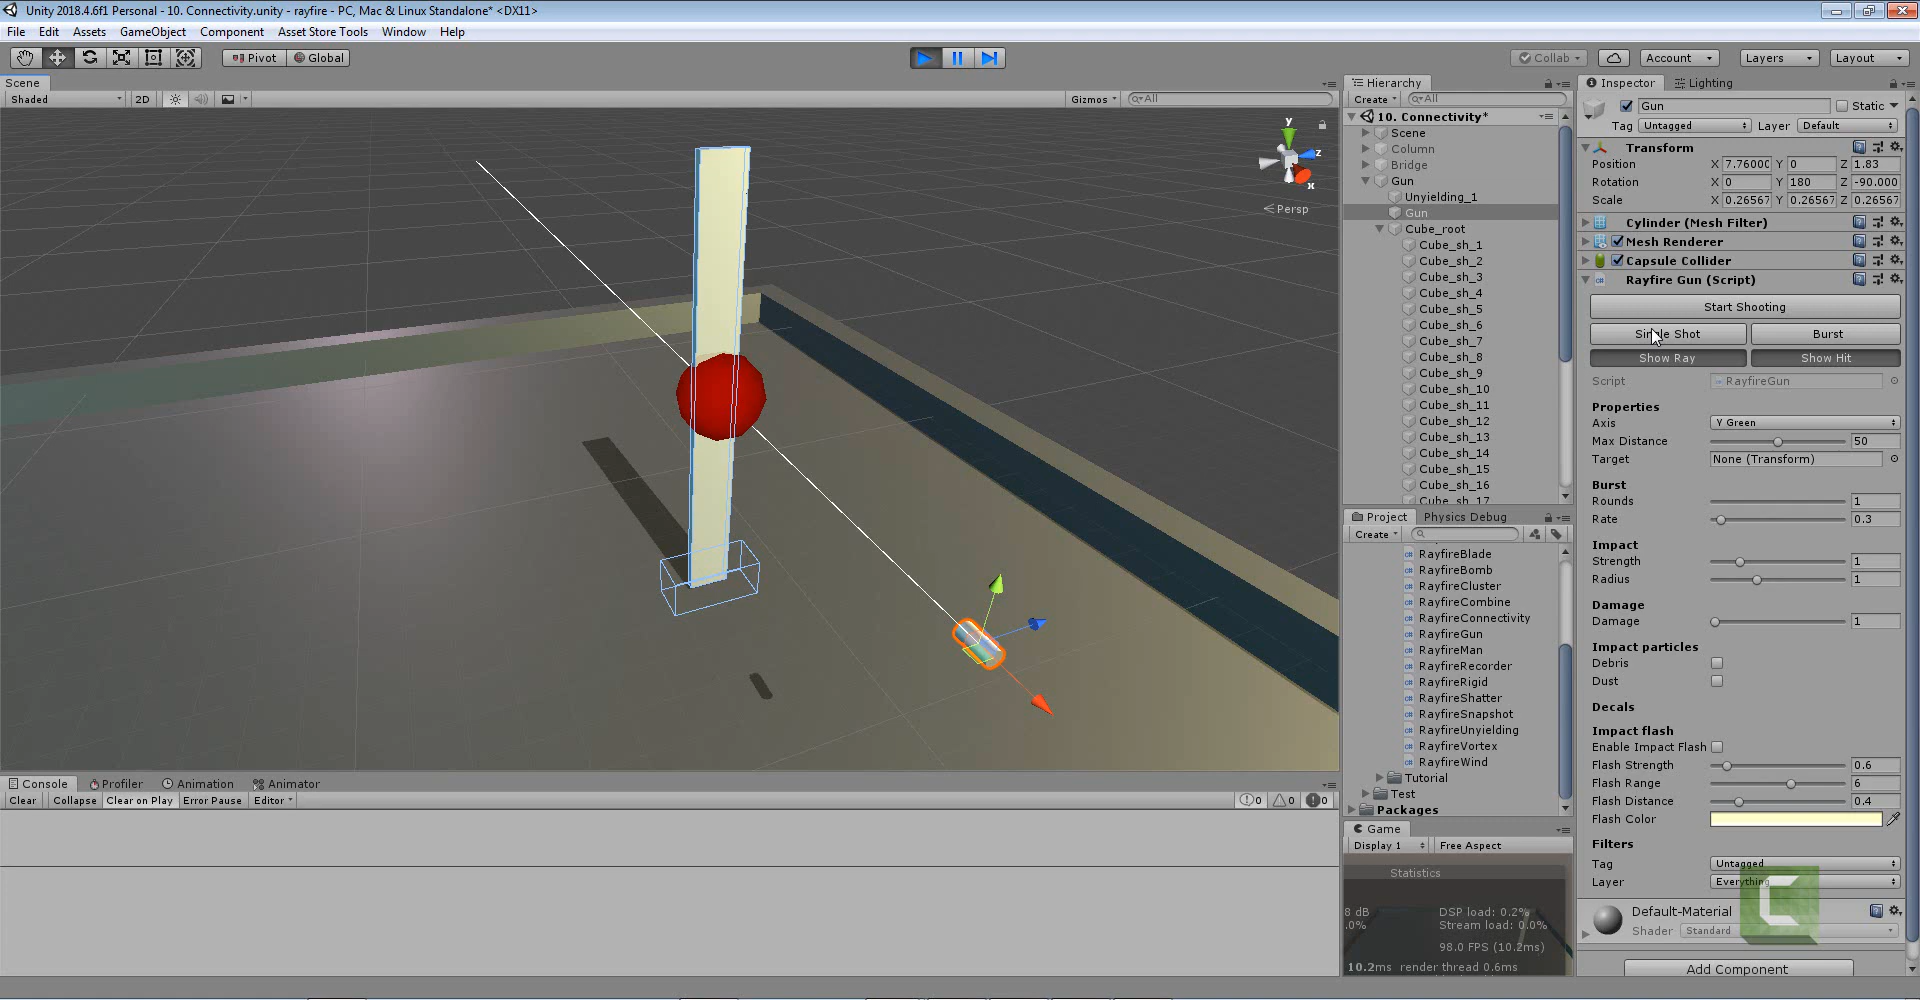 Unity 2018.4.6f1 Personal - 10. Connectivity.unity - rayfire - PC, Mac & Linux Standalone* <DX11>
File Edit Assets GameObject Component Asset Store Tools Window Help
Pivot Global Collab Account Layers Layout
Scene
Shaded 2D Gizmos All
y
z
x
Persp
Hierarchy
Create All
10. Connectivity*
Scene
Column
Bridge
Gun
Unyielding_1
Gun
Cube_root
Cube_sh_1
Cube_sh_2
Cube_sh_3
Cube_sh_4
Cube_sh_5
Cube_sh_6
Cube_sh_7
Cube_sh_8
Cube_sh_9
Cube_sh_10
Cube_sh_11
Cube_sh_12
Cube_sh_13
Cube_sh_14
Cube_sh_15
Cube_sh_16
Cube_sh_17
Project Physics Debug
Create
RayfireBlade
RayfireBomb
RayfireCluster
RayfireCombine
RayfireConnectivity
RayfireGun
RayfireMan
RayfireRecorder
RayfireRigid
RayfireShatter
RayfireSnapshot
RayfireUnyielding
RayfireVortex
RayfireWind
Tutorial
Test
Packages
Game
Display 1 Free Aspect
Statistics
8 dB DSP load: 0.2%
.0% Stream load: 0.0%
98.0 FPS (10.2ms)
10.2ms render thread 0.6ms
Console Profiler Animation Animator
Clear Collapse Clear on Play Error Pause Editor 0 0 0
Inspector Lighting
Gun Static
Tag Untagged Layer Default
Transform
Position X 7.7600( Y 0 Z 1.83
Rotation X 0 Y 180 Z -90.000
Scale X 0.26567 Y 0.26567 Z 0.26567
Cylinder (Mesh Filter)
Mesh Renderer
Capsule Collider
Rayfire Gun (Script)
Start Shooting
Single Shot Burst
Show Ray Show Hit
Script RayfireGun
Properties
Axis Y Green
Max Distance 50
Target None (Transform)
Burst
Rounds 1
Rate 0.3
Impact
Strength 1
Radius 1
Damage
Damage 1
Impact particles
Debris
Dust
Decals
Impact flash
Enable Impact Flash
Flash Strength 0.6
Flash Range 6
Flash Distance 0.4
Flash Color
Filters
Tag Untagged
Layer Everything
Default-Material
Shader Standard
Add Component